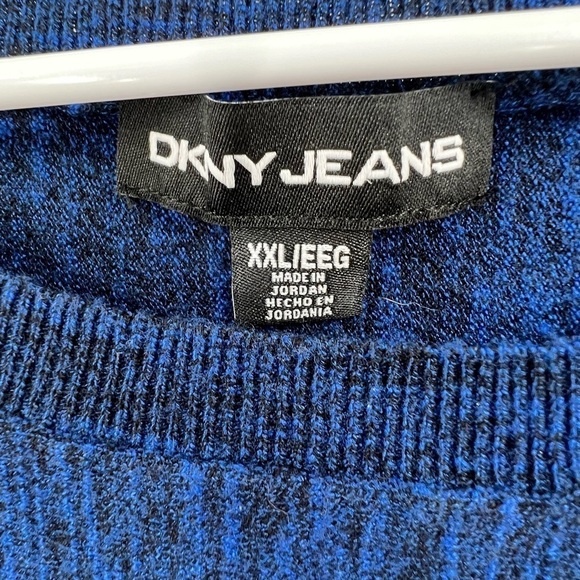 DKNY JEANS
XXL/EEG
MADE IN
JORDAN
HECHO EN
JORDANIA